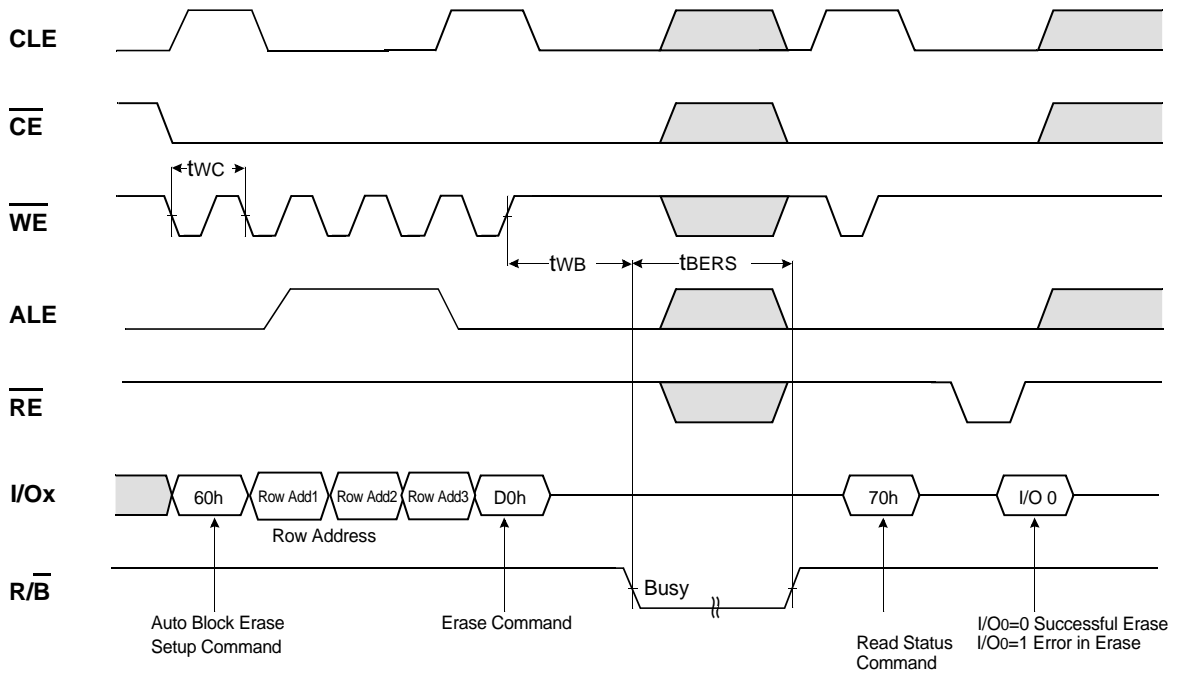 CLE
CE
tWC
WE
tWB
tBERS
ALE
RE
I/Ox
60h
Row Add1
Row Add2
Row Add3
D0h
70h
I/O 0
Row Address
R/B
Busy
Auto Block Erase
Setup Command
Erase Command
Read Status
Command
I/O0=0 Successful Erase
I/O0=1 Error in Erase